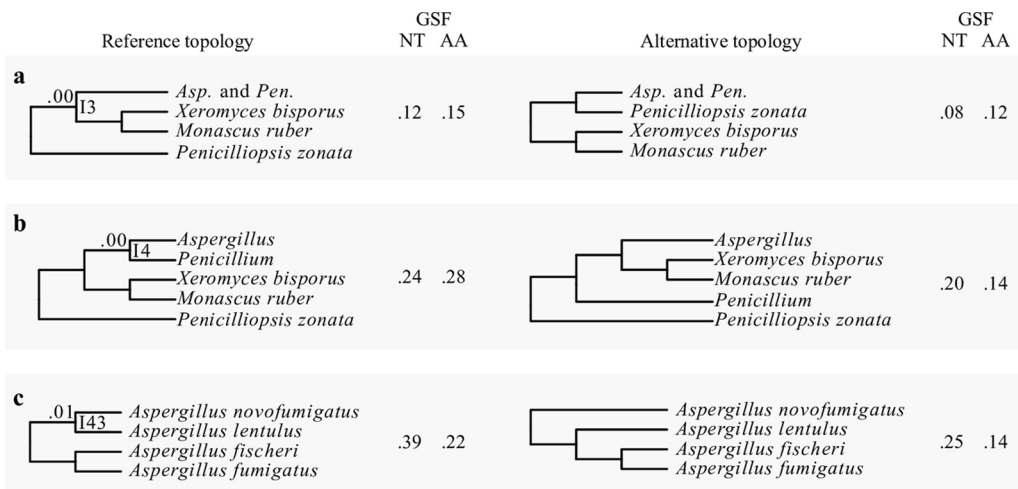 GSF GSF
Reference topology NT AA Alternative topology NT AA
a
.00 Asp. and Pen. Asp. and Pen.
I3 Xeromyces bisporus .12 .15 Penicilliopsis zonata .08 .12
Monascus ruber Xeromyces bisporus
Penicilliopsis zonata Monascus ruber
b
.00 Aspergillus Aspergillus
I4 Penicillium Xeromyces bisporus
Xeromyces bisporus .24 .28 Monascus ruber .20 .14
Monascus ruber Penicillium
Penicilliopsis zonata Penicilliopsis zonata
c
.01 Aspergillus novofumigatus Aspergillus novofumigatus
I43 Aspergillus lentulus Aspergillus lentulus
.39 .22 .25 .14
Aspergillus fischeri Aspergillus fischeri
Aspergillus fumigatus Aspergillus fumigatus